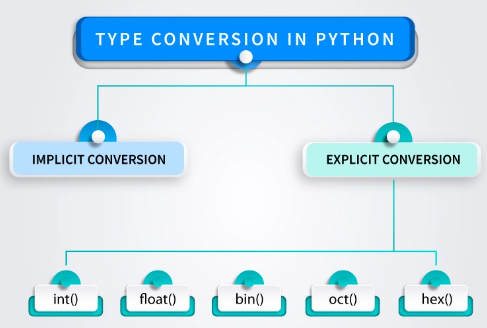 TYPE CONVERSION IN PYTHON
IMPLICIT CONVERSION
EXPLICIT CONVERSION
int()
float()
bin()
oct()
hex()